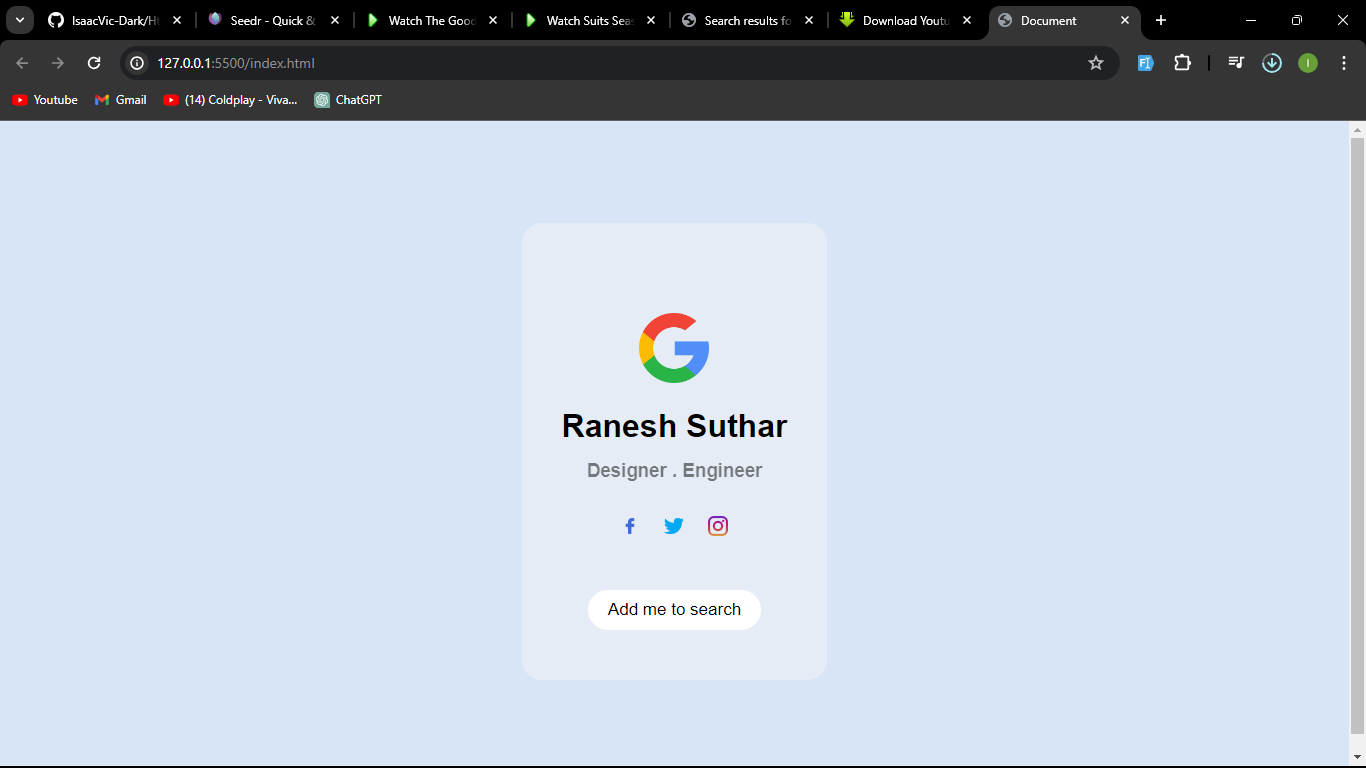 IsaacVic-Dark/Ht
Seedr - Quick &
Watch The Good
Watch Suits Seas
Search results fo
Download Youtu
Document
127.0.0.1:5500/index.html
FI
I
Youtube
Gmail
(14) Coldplay - Viva...
ChatGPT
Ranesh Suthar
Designer . Engineer
Add me to search